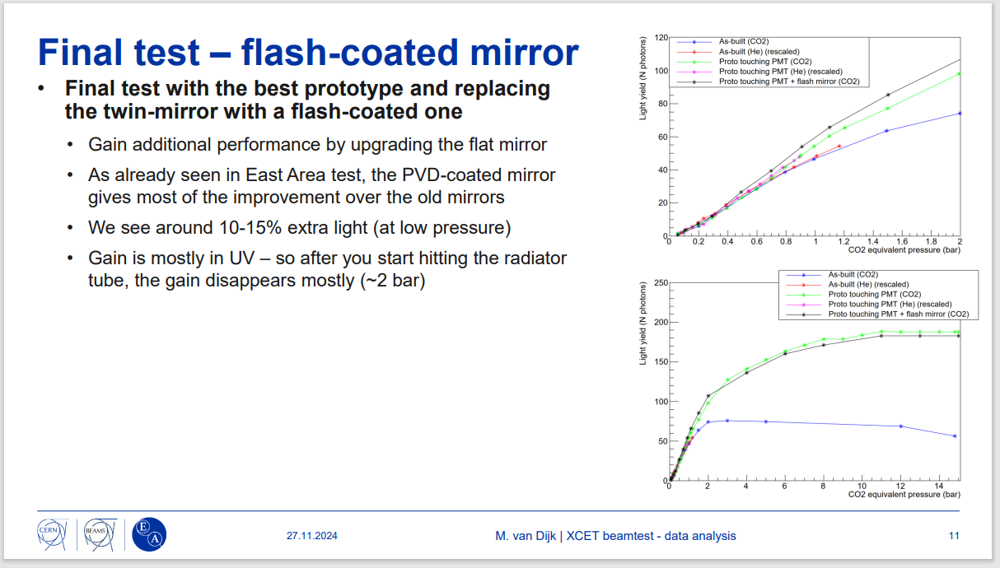 Final test – flash-coated mirror
• Final test with the best prototype and replacing
the twin-mirror with a flash-coated one
• Gain additional performance by upgrading the flat mirror
• As already seen in East Area test, the PVD-coated mirror
gives most of the improvement over the old mirrors
• We see around 10-15% extra light (at low pressure)
• Gain is mostly in UV – so after you start hitting the radiator
tube, the gain disappears mostly (~2 bar)
Light yield (N photons)
120
100
80
60
40
20
0
As-built (CO2)
As-built (He) (rescaled)
Proto touching PMT (CO2)
Proto touching PMT (He) (rescaled)
Proto touching PMT + flash mirror (CO2)
0 0.2 0.4 0.6 0.8 1 1.2 1.4 1.6 1.8 2
CO2 equivalent pressure (bar)
Light yield (N photons)
250
200
150
100
50
0
As-built (CO2)
As-built (He) (rescaled)
Proto touching PMT (CO2)
Proto touching PMT (He) (rescaled)
Proto touching PMT + flash mirror (CO2)
0 2 4 6 8 10 12 14
CO2 equivalent pressure (bar)
CERN
BEAMS
E A
27.11.2024
M. van Dijk | XCET beamtest - data analysis
11